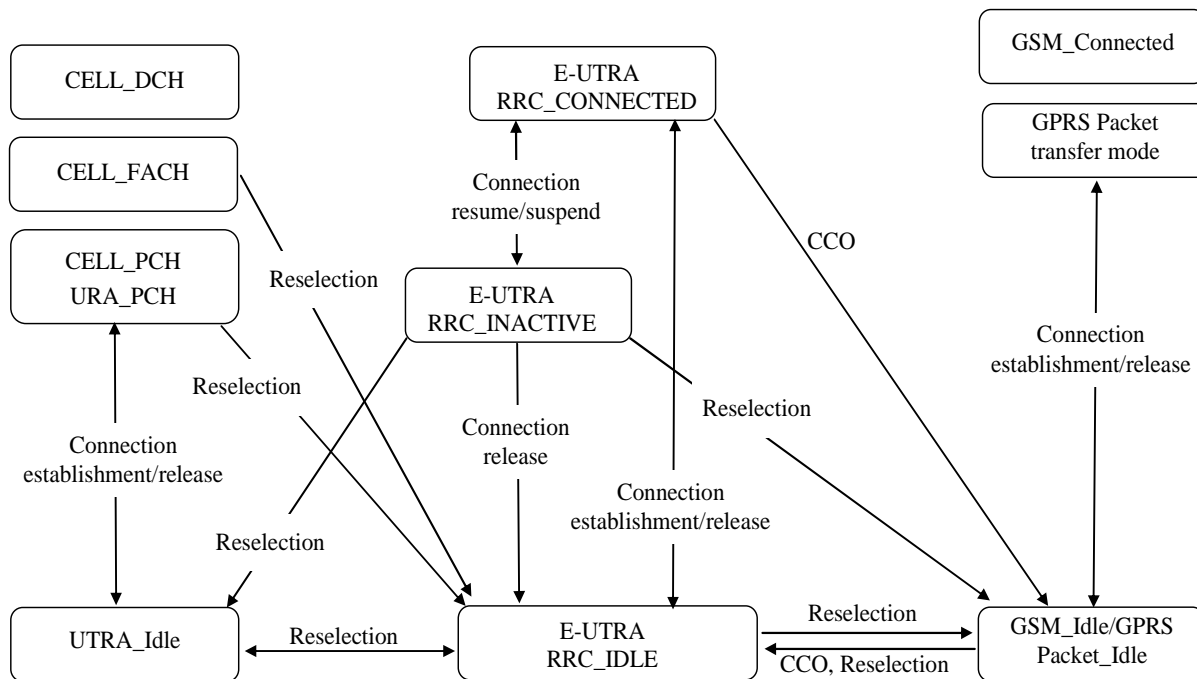 GSM_Connected
CELL_DCH
E-UTRA
RRC_CONNECTED
GPRS Packet
transfer mode
CELL_FACH
Connection
resume/suspend
CCO
CELL_PCH
URA_PCH
Reselection
E-UTRA
RRC_INACTIVE
Connection
establishment/release
Reselection
Reselection
Connection
establishment/release
Connection
release
Connection
establishment/release
Reselection
UTRA_Idle
Reselection
E-UTRA
RRC_IDLE
Reselection
CCO, Reselection
GSM_Idle/GPRS
Packet_Idle